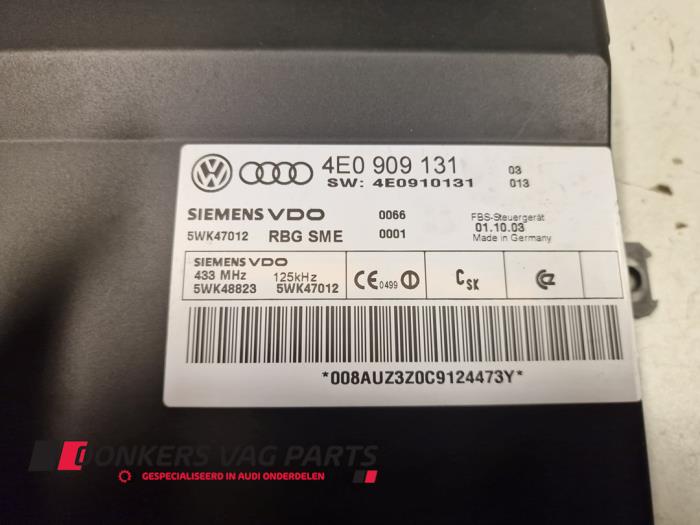 4E0 909 131 03
SW: 4E0910131 013
SIEMENS VDO 0066 FBS-Steuergerät
5WK47012 RBG SME 0001 01.10.03
Made in Germany
SIEMENS VDO
433 MHz 125kHz
5WK48823 5WK47012
CE 0499
CSK
*008AUZ3Z0C9124473Y*
DONKERS VAG PARTS
GESPECIALISEERD IN AUDI ONDERDELEN